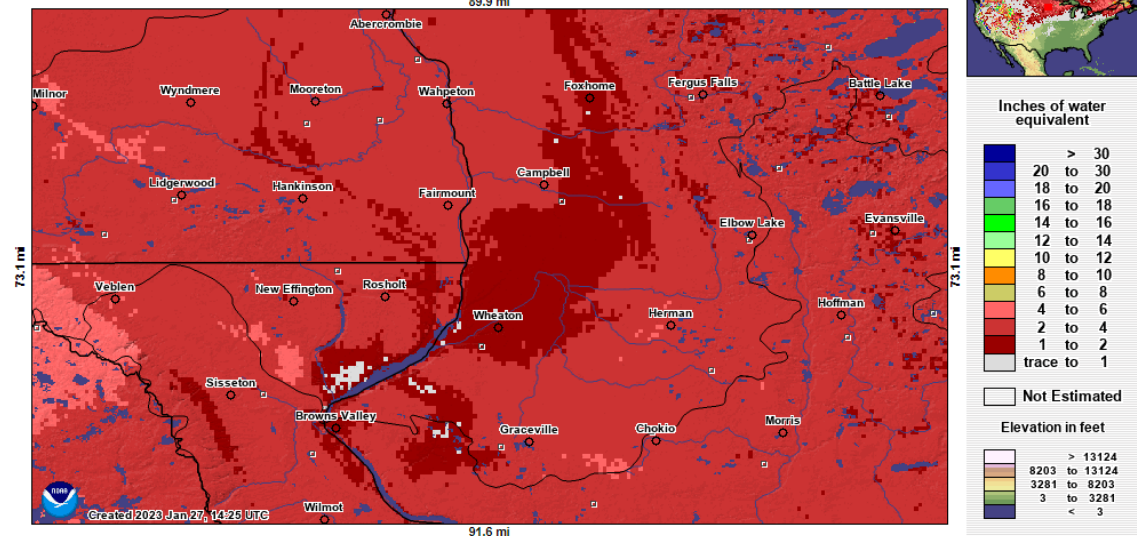 89.9 mi
Abercrombie
Milnor
Wyndmere
Mooreton
Wahpeton
Foxhome
Fergus Falls
Battle Lake
Lidgerwood
Hankinson
Fairmount
Campbell
Elbow Lake
Evansville
73.1 mi
73.1 mi
Veblen
New Effington
Rosholt
Wheaton
Herman
Hoffman
Sisseton
Browns Valley
Graceville
Chokio
Morris
Wilmot
NOAA
Created 2023 Jan 27, 14:25 UTC
91.6 mi
Inches of water
equivalent
> 30
20 to 30
18 to 20
16 to 18
14 to 16
12 to 14
10 to 12
8 to 10
6 to 8
4 to 6
2 to 4
1 to 2
trace to 1
Not Estimated
Elevation in feet
> 13124
8203 to 13124
3281 to 8203
3 to 3281
< 3